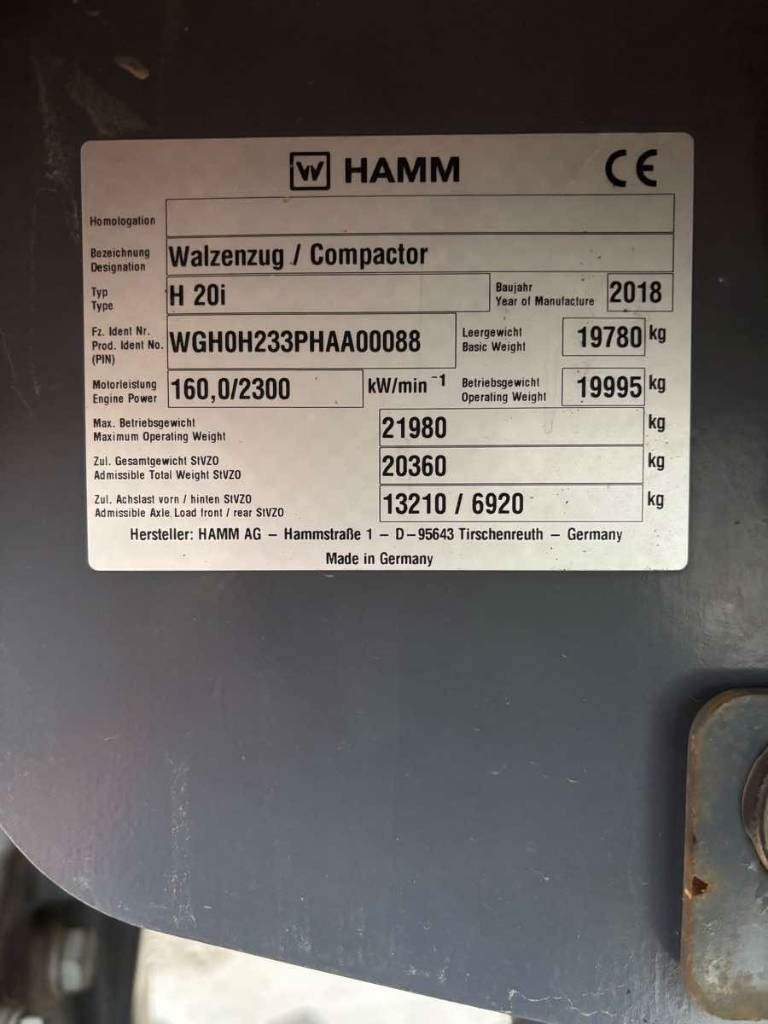 W HAMM CE
Homologation
Bezeichnung
Designation
Walzenzug / Compactor
Typ
Type
H 20i
Baujahr
Year of Manufacture
2018
Fz. Ident Nr.
Prod. Ident No.
(PIN)
WGH0H233PHAA00088
Leergewicht
Basic Weight
19780 kg
Motorleistung
Engine Power
160,0/2300 kW/min⁻¹
Betriebsgewicht
Operating Weight
19995 kg
Max. Betriebsgewicht
Maximum Operating Weight
21980 kg
Zul. Gesamtgewicht StVZO
Admissible Total Weight StVZO
20360 kg
Zul. Achslast vorn / hinten StVZO
Admissible Axle Load front / rear StVZO
13210 / 6920 kg
Hersteller: HAMM AG – Hammstraße 1 – D-95643 Tirschenreuth – Germany
Made in Germany